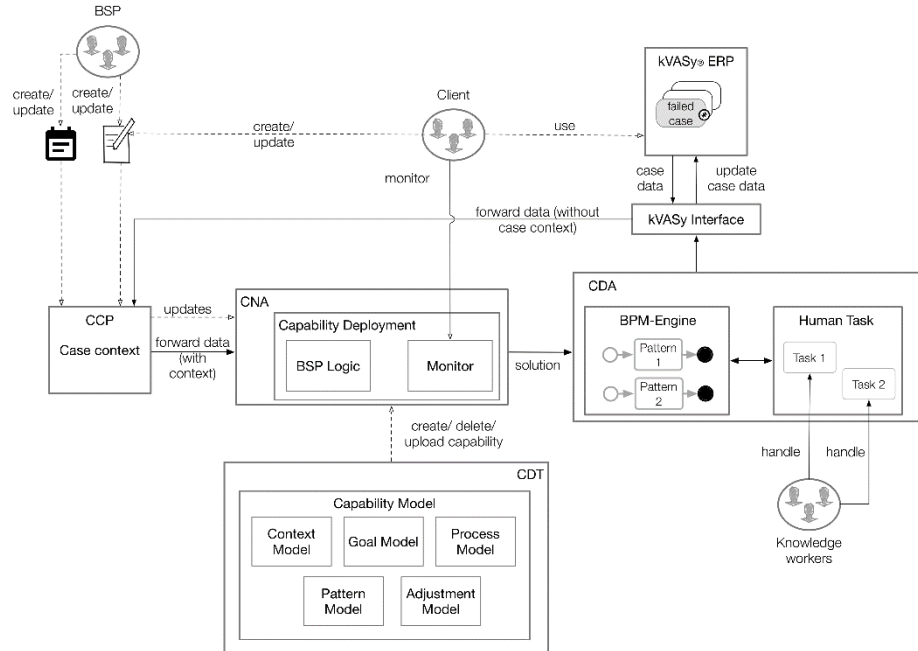 BSP
create/
update
create/
update
Client
create/
update
use
monitor
kVASy® ERP
failed
case
case
data
update
case data
kVASy Interface
forward data (without
case context)
CCP
Case context
updates
forward data
(with
context)
CNA
Capability Deployment
BSP Logic
Monitor
solution
CDA
BPM-Engine
Pattern
1
Pattern
2
Human Task
Task 1
Task 2
handle
handle
Knowledge
workers
create/ delete/
upload capability
CDT
Capability Model
Context
Model
Goal Model
Process
Model
Pattern
Model
Adjustment
Model